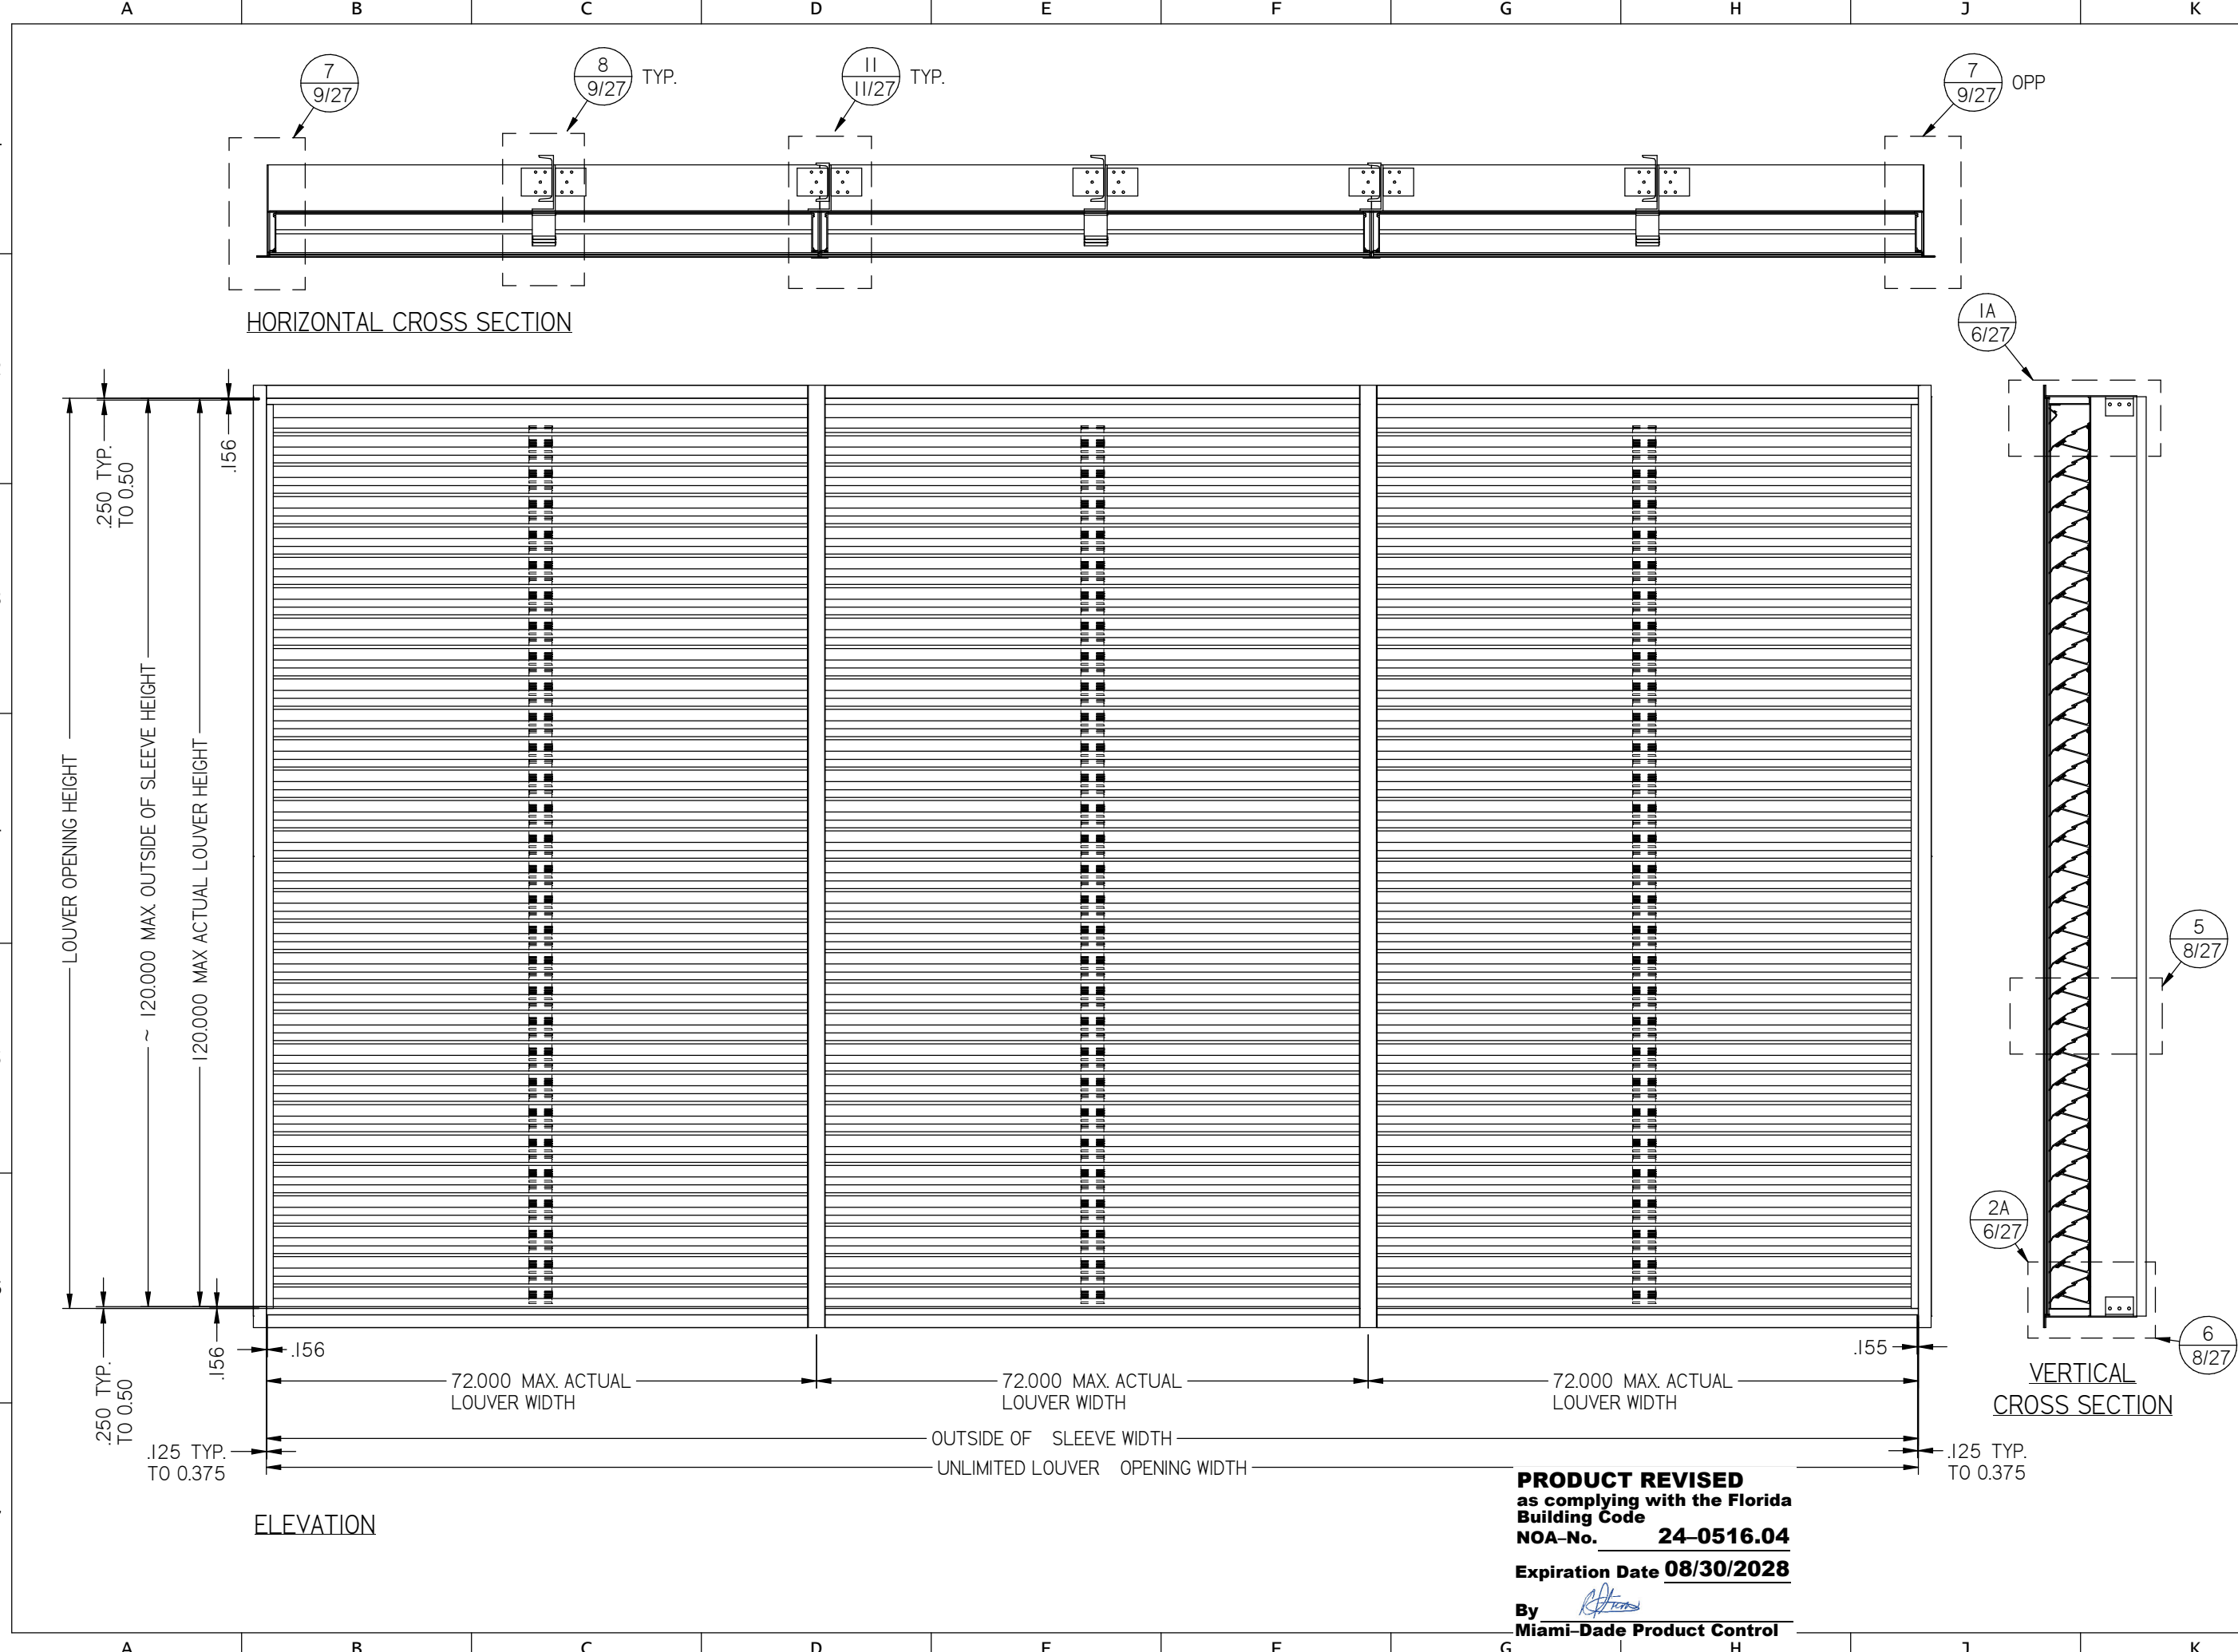 A B C D E F G H J K
7
9/27
8
9/27
TYP.
11
11/27
TYP.
7
9/27
OPP
HORIZONTAL CROSS SECTION
1A
6/27
.250 TYP.
TO 0.50
.156
LOUVER OPENING HEIGHT
~ 120.000 MAX. OUTSIDE OF SLEEVE HEIGHT
120.000 MAX ACTUAL LOUVER HEIGHT
5
8/27
2A
6/27
6
8/27
VERTICAL
CROSS SECTION
.250 TYP.
TO 0.50
.156
.156
.155
72.000 MAX. ACTUAL
LOUVER WIDTH
72.000 MAX. ACTUAL
LOUVER WIDTH
72.000 MAX. ACTUAL
LOUVER WIDTH
OUTSIDE OF SLEEVE WIDTH
UNLIMITED LOUVER OPENING WIDTH
.125 TYP.
TO 0.375
.125 TYP.
TO 0.375
ELEVATION
PRODUCT REVISED
as complying with the Florida
Building Code
NOA–No. 24–0516.04
Expiration Date 08/30/2028
By
Miami–Dade Product Control
A B C D E F G H J K